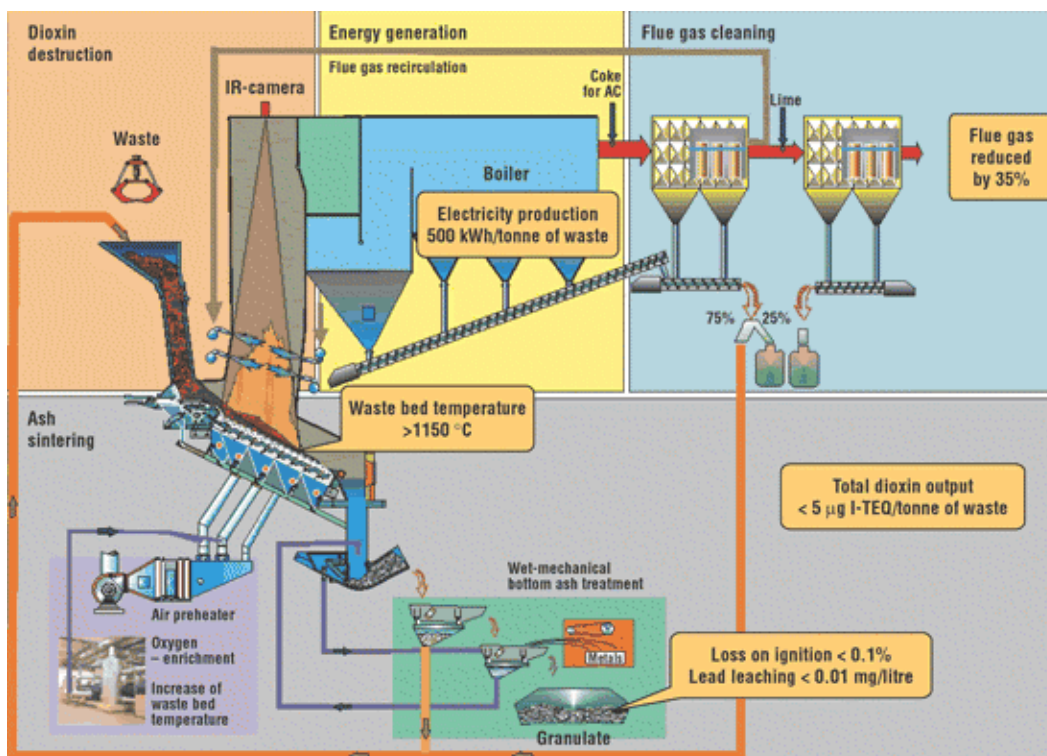 Dioxin
destruction
Energy generation
Flue gas recirculation
Flue gas cleaning
IR-camera
Coke
for AC
Lime
Waste
Flue gas
reduced
by 35%
Boiler
Electricity production
500 kWh/tonne of waste
75%
25%
Waste bed temperature
>1150 °C
Ash
sintering
Total dioxin output
< 5 µg I-TEQ/tonne of waste
Wet-mechanical
bottom ash treatment
Air preheater
Oxygen
– enrichment
Increase of
waste bed
temperature
Metals
Loss on ignition < 0.1%
Lead leaching < 0.01 mg/litre
Granulate